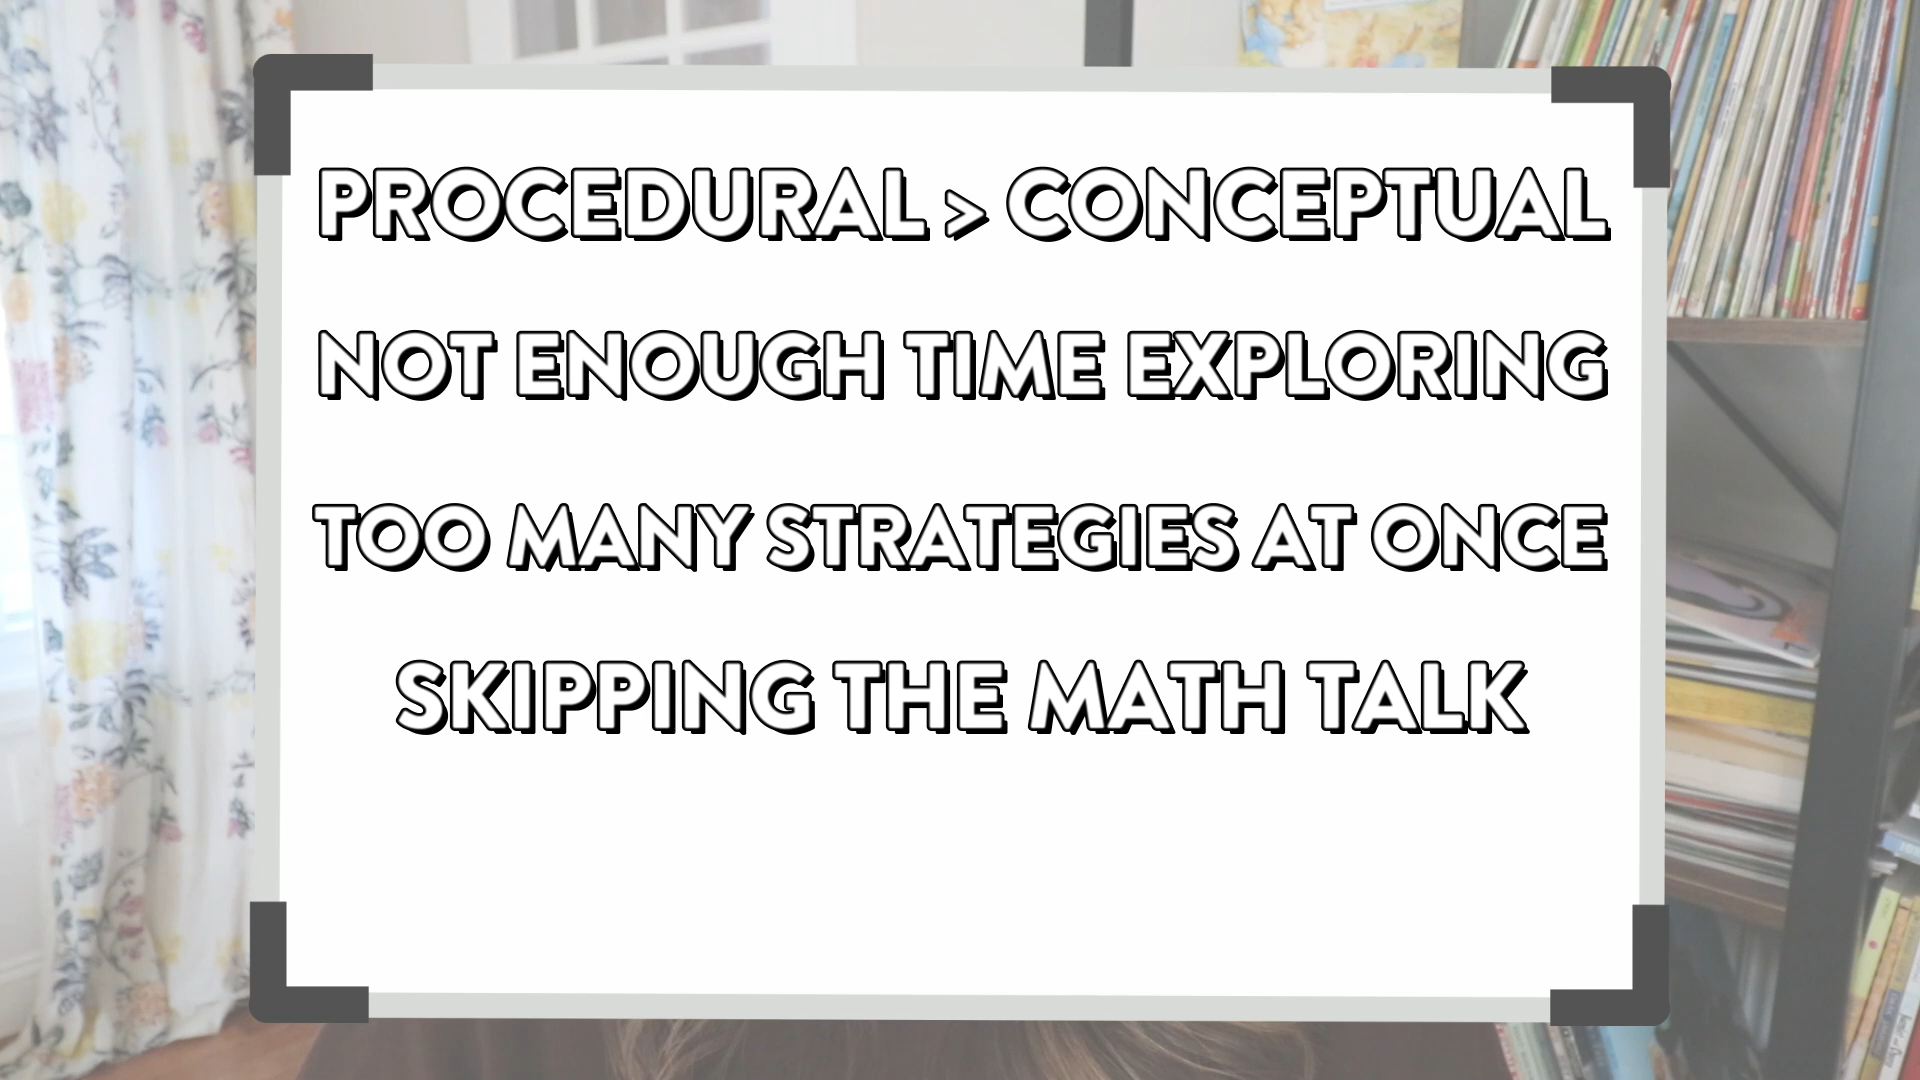 PROCEDURAL > CONCEPTUAL
NOT ENOUGH TIME EXPLORING
TOO MANY STRATEGIES AT ONCE
SKIPPING THE MATH TALK